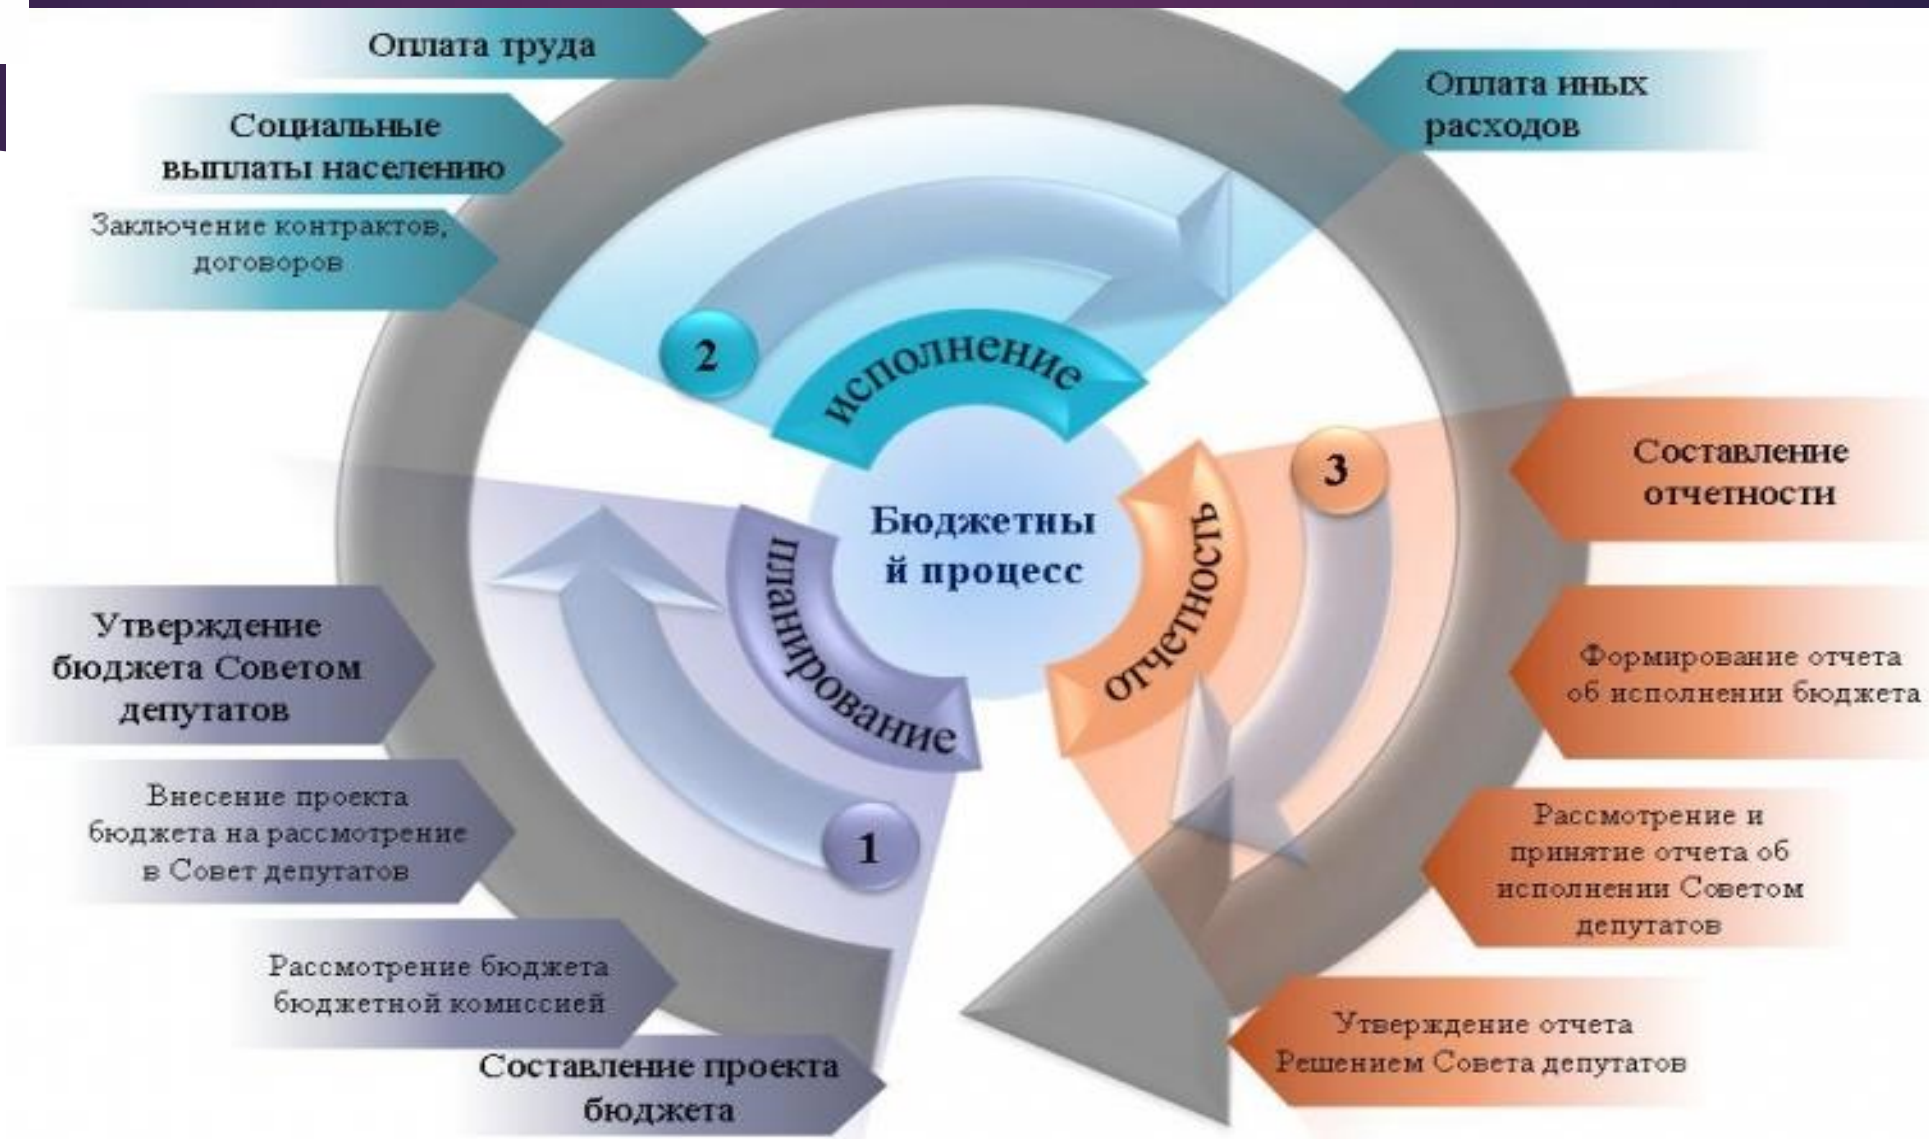 Оплата труда
Социальные
выплаты населению
Заключение контрактов,
договоров
Оплата иных
расходов
2
исполнение
Бюджетны
й процесс
планирование
1
отчетность
3
Утверждение
бюджета Советом
депутатов
Внесение проекта
бюджета на рассмотрение
в Совет депутатов
Рассмотрение бюджета
бюджетной комиссией
Составление проекта
бюджета
Составление
отчетности
Формирование отчета
об исполнении бюджета
Рассмотрение и
принятие отчета об
исполнении Советом
депутатов
Утверждение отчета
Решением Совета депутатов